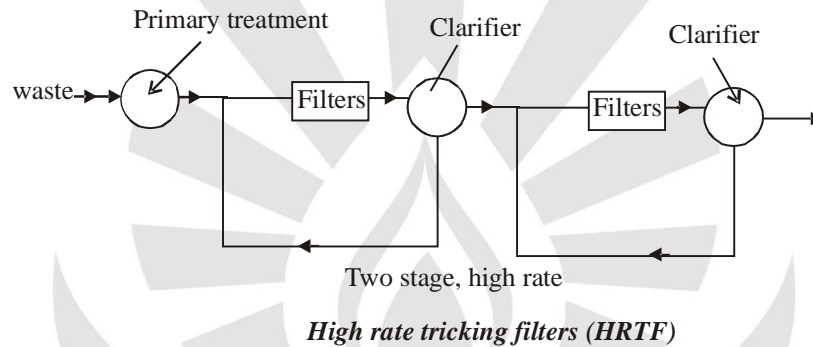 Primary treatment
Clarifier
Clarifier
waste
Filters
Filters
Two stage, high rate
High rate tricking filters (HRTF)